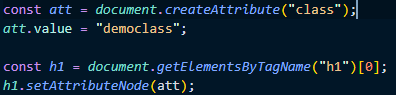 const att = document.createAttribute("class");
att.value = "democlass";
const h1 = document.getElementsByTagName("h1")[0];
h1.setAttributeNode(att);